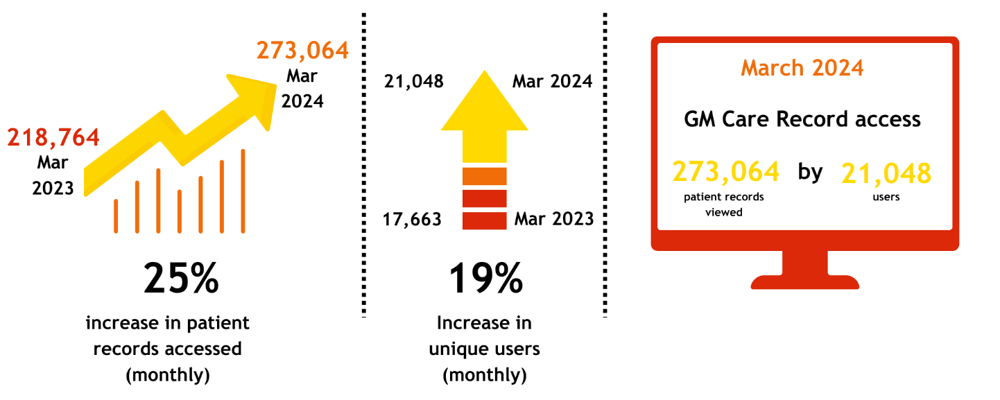 273,064
Mar
2024
218,764
Mar
2023
25%
increase in patient
records accessed
(monthly)
21,048 Mar 2024
17,663 Mar 2023
19%
Increase in
unique users
(monthly)
March 2024
GM Care Record access
273,064 by 21,048
patient records users
viewed